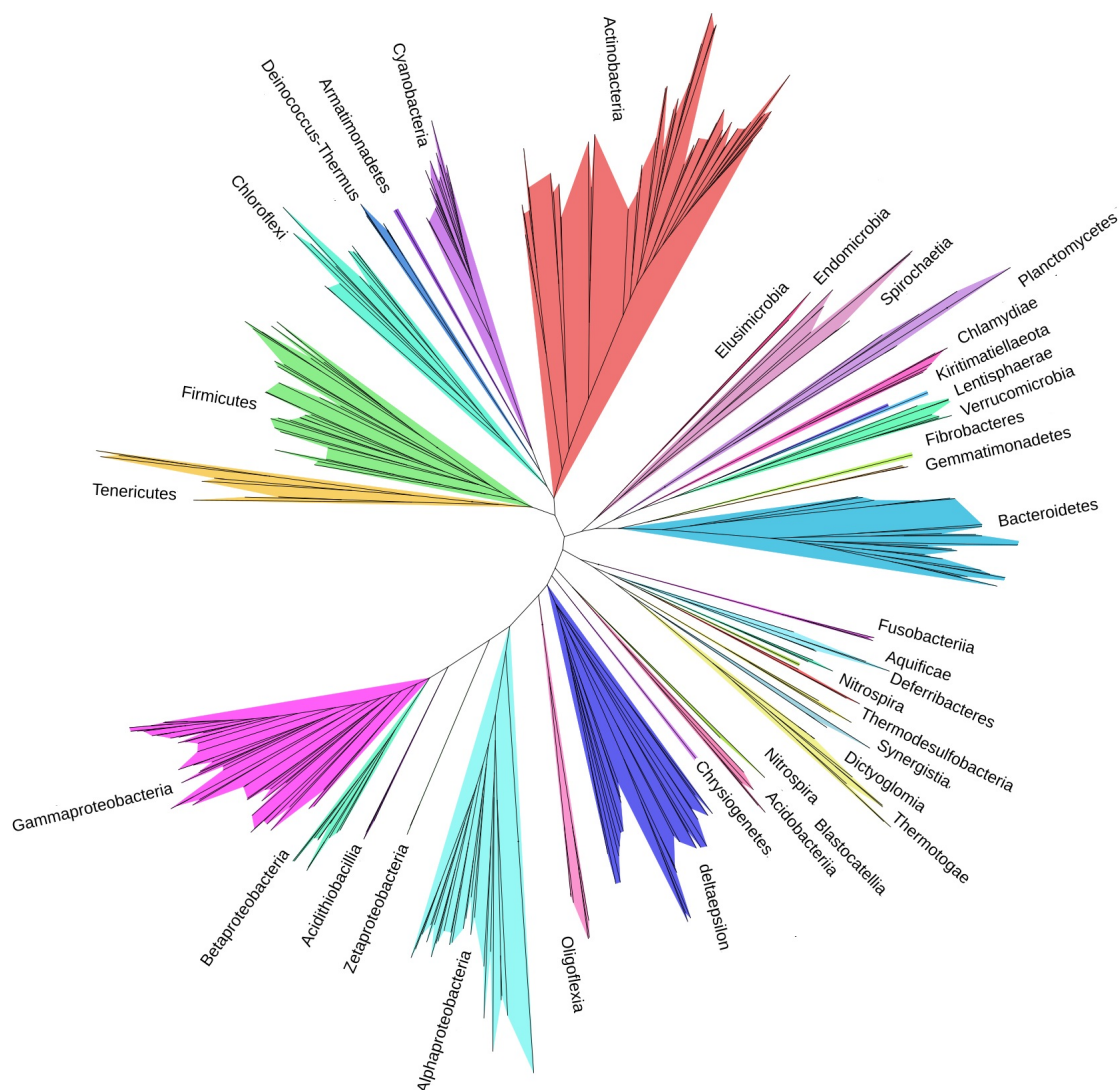 Actinobacteria
Cyanobacteria
Armatimonadetes
Deinococcus-Thermus
Chloroflexi
Firmicutes
Tenericutes
Endomicrobia
Elusimicrobia
Spirochaetia
Planctomycetes
Chlamydiae
Kiritimatiellaeota
Lentisphaerae
Verrucomicrobia
Fibrobacteres
Gemmatimonadetes
Bacteroidetes
Fusobacteriia
Aquificae
Deferribacteres
Nitrospira
Thermodesulfobacteria
Synergistia
Dictyoglomia
Thermotogae
Nitrospira
Blastocatellia
Acidobacteriia
Chrysiogenetes
deltaepsilon
Oligoflexia
Alphaproteobacteria
Zetaproteobacteria
Acidithiobacillia
Betaproteobacteria
Gammaproteobacteria